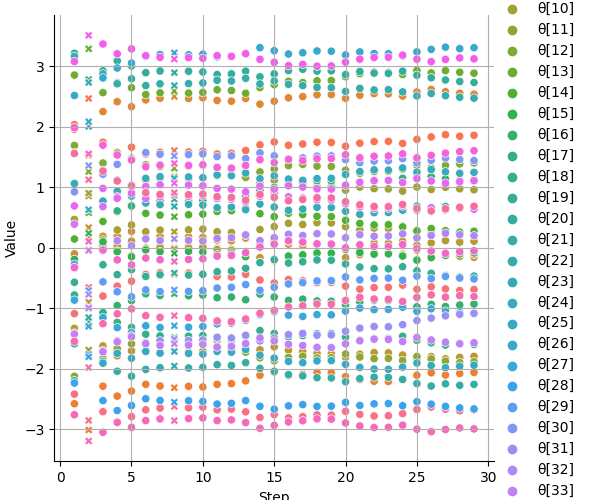 θ[10]
θ[11]
θ[12]
θ[13]
θ[14]
θ[15]
θ[16]
θ[17]
θ[18]
θ[19]
θ[20]
θ[21]
θ[22]
θ[23]
θ[24]
θ[25]
θ[26]
θ[27]
θ[28]
θ[29]
θ[30]
θ[31]
θ[32]
θ[33]
Value
3
2
1
0
−1
−2
−3
0 5 10 15 20 25 30
Step